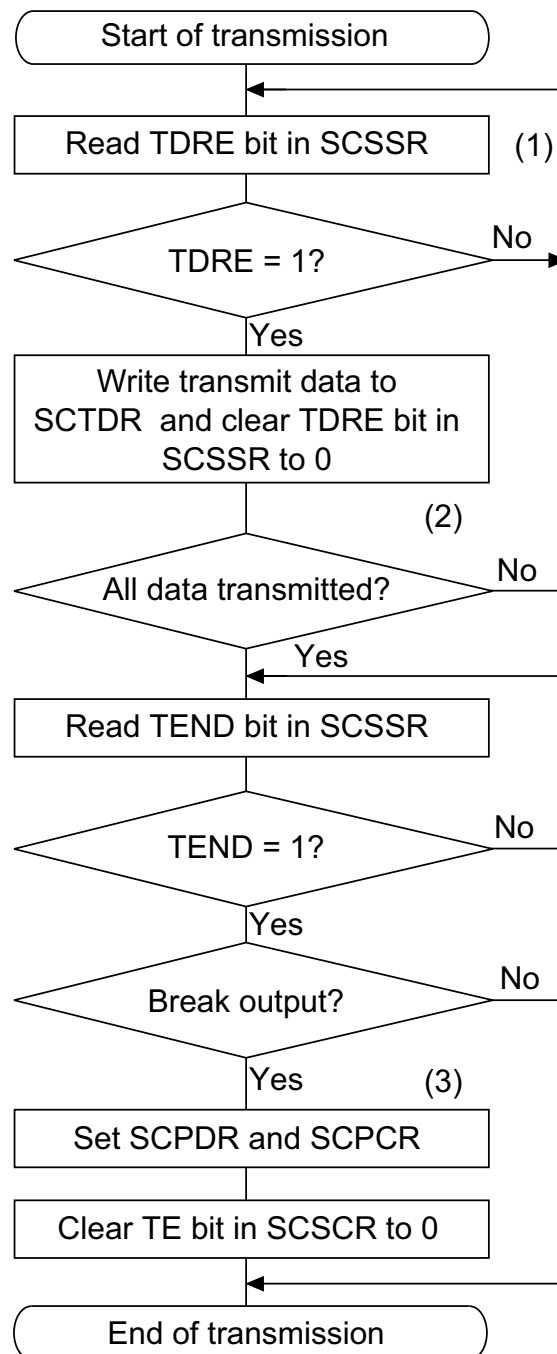 Start of transmission
Read TDRE bit in SCSSR
(1)
TDRE = 1?
No
Yes
Write transmit data to
SCTDR and clear TDRE bit in
SCSSR to 0
(2)
All data transmitted?
No
Yes
Read TEND bit in SCSSR
TEND = 1?
No
Yes
Break output?
No
Yes
(3)
Set SCPDR and SCPCR
Clear TE bit in SCSCR to 0
End of transmission